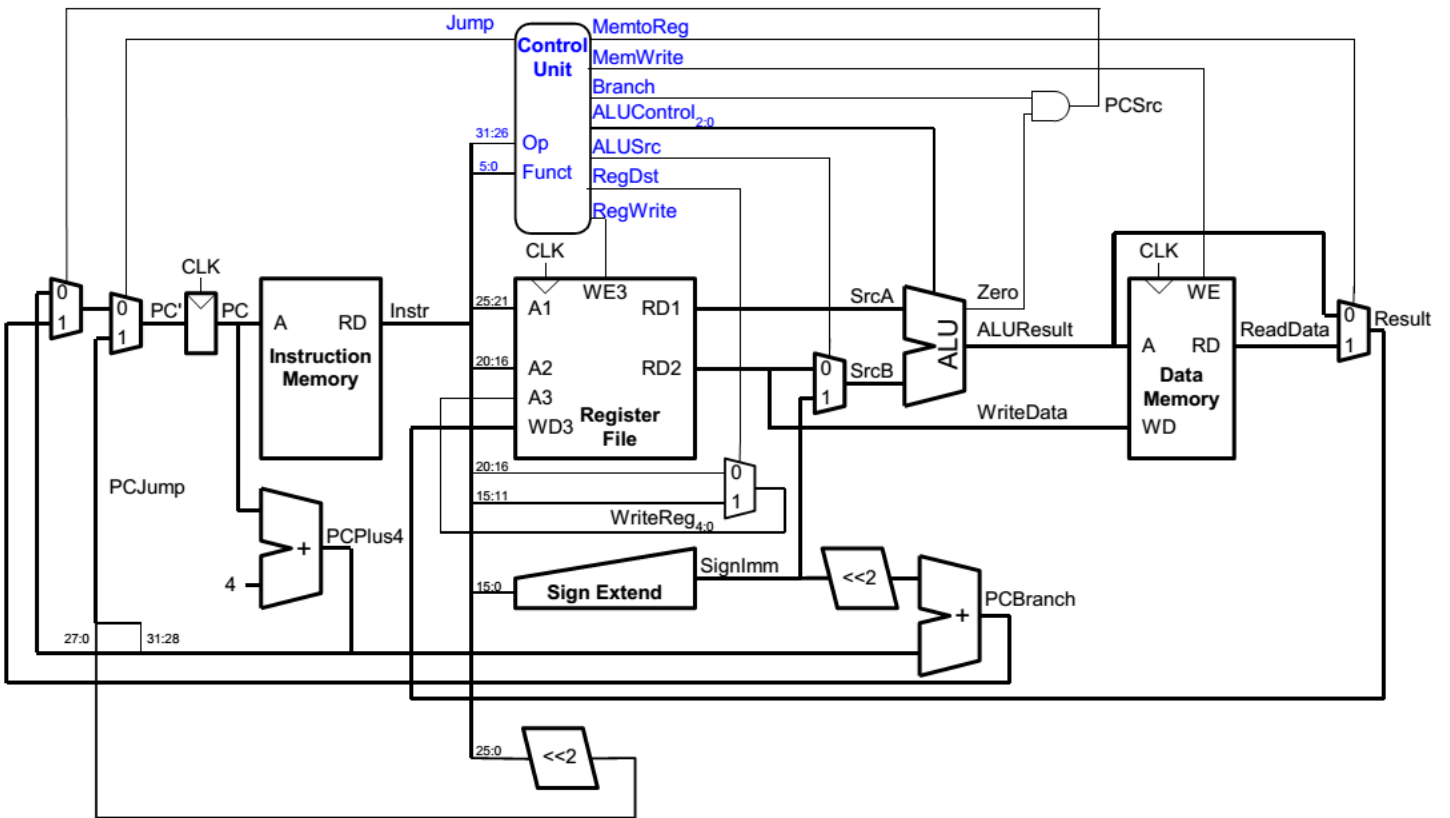 Jump
MemtoReg
Control
Unit
MemWrite
Branch
PCSrc
ALUControl2:0
31:26
Op
ALUSrc
5:0
Funct
RegDst
RegWrite
CLK
CLK
CLK
0
1
0
1
PC'
PC
A
RD
Instruction
Memory
Instr
25:21
A1
WE3
RD1
SrcA
20:16
A2
RD2
0
1
SrcB
A3
WD3
Register
File
ALU
Zero
ALUResult
WriteData
WE
A
RD
Data
Memory
WD
ReadData
0
1
Result
20:16
0
15:11
1
WriteReg4:0
PCJump
PCPlus4
+
4
SignImm
15:0
Sign Extend
<<2
PCBranch
+
27:0
31:28
25:0
<<2